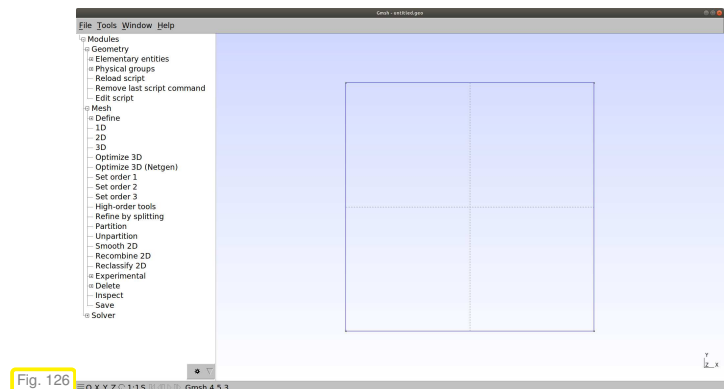 Gmsh - untitled.geo
File Tools Window Help
Modules
Geometry
Elementary entities
Physical groups
Reload script
Remove last script command
Edit script
Mesh
Define
1D
2D
3D
Optimize 3D
Optimize 3D (Netgen)
Set order 1
Set order 2
Set order 3
High-order tools
Refine by splitting
Partition
Unpartition
Smooth 2D
Recombine 2D
Reclassify 2D
Experimental
Delete
Inspect
Save
Solver
Y
Z X
Fig. 126
O X Y Z 1:1 S Gmsh 4.5.3